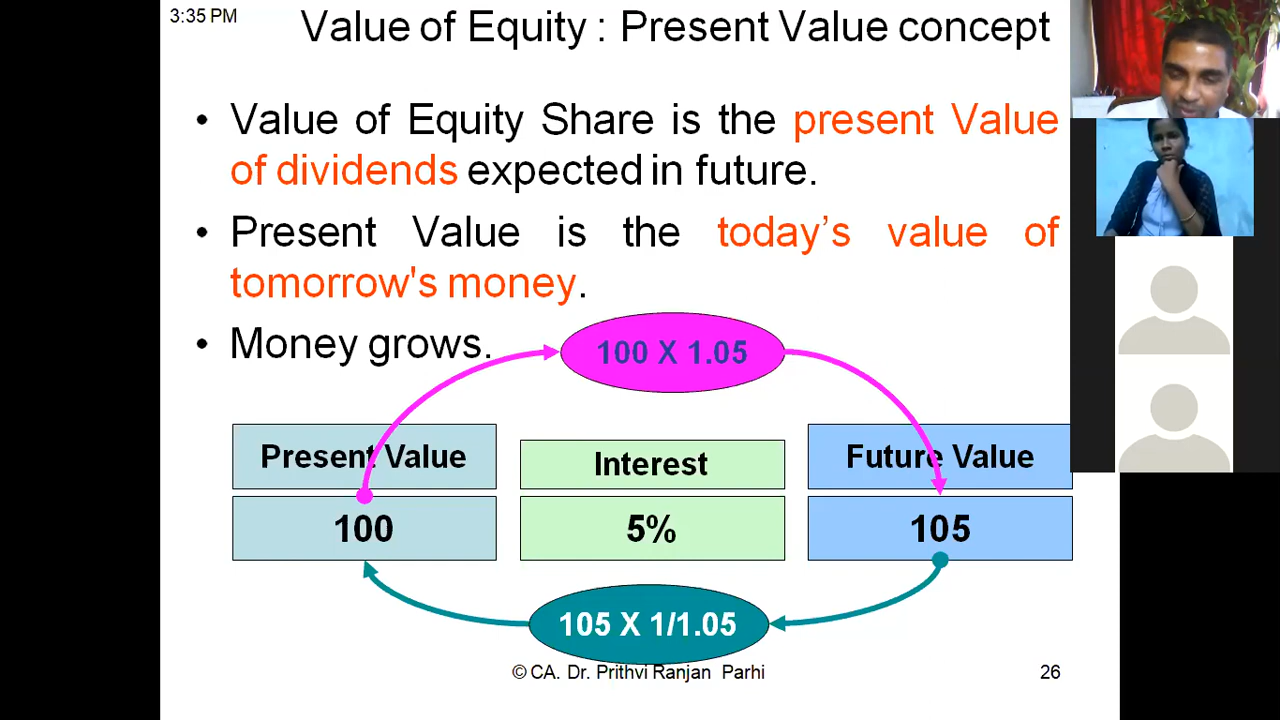 3:35 PM
Value of Equity : Present Value concept
• Value of Equity Share is the present Value
of dividends expected in future.
• Present Value is the today’s value of
tomorrow's money.
• Money grows.
100 X 1.05
Present Value
Interest
Future Value
100
5%
105
105 X 1/1.05
© CA. Dr. Prithvi Ranjan Parhi
26